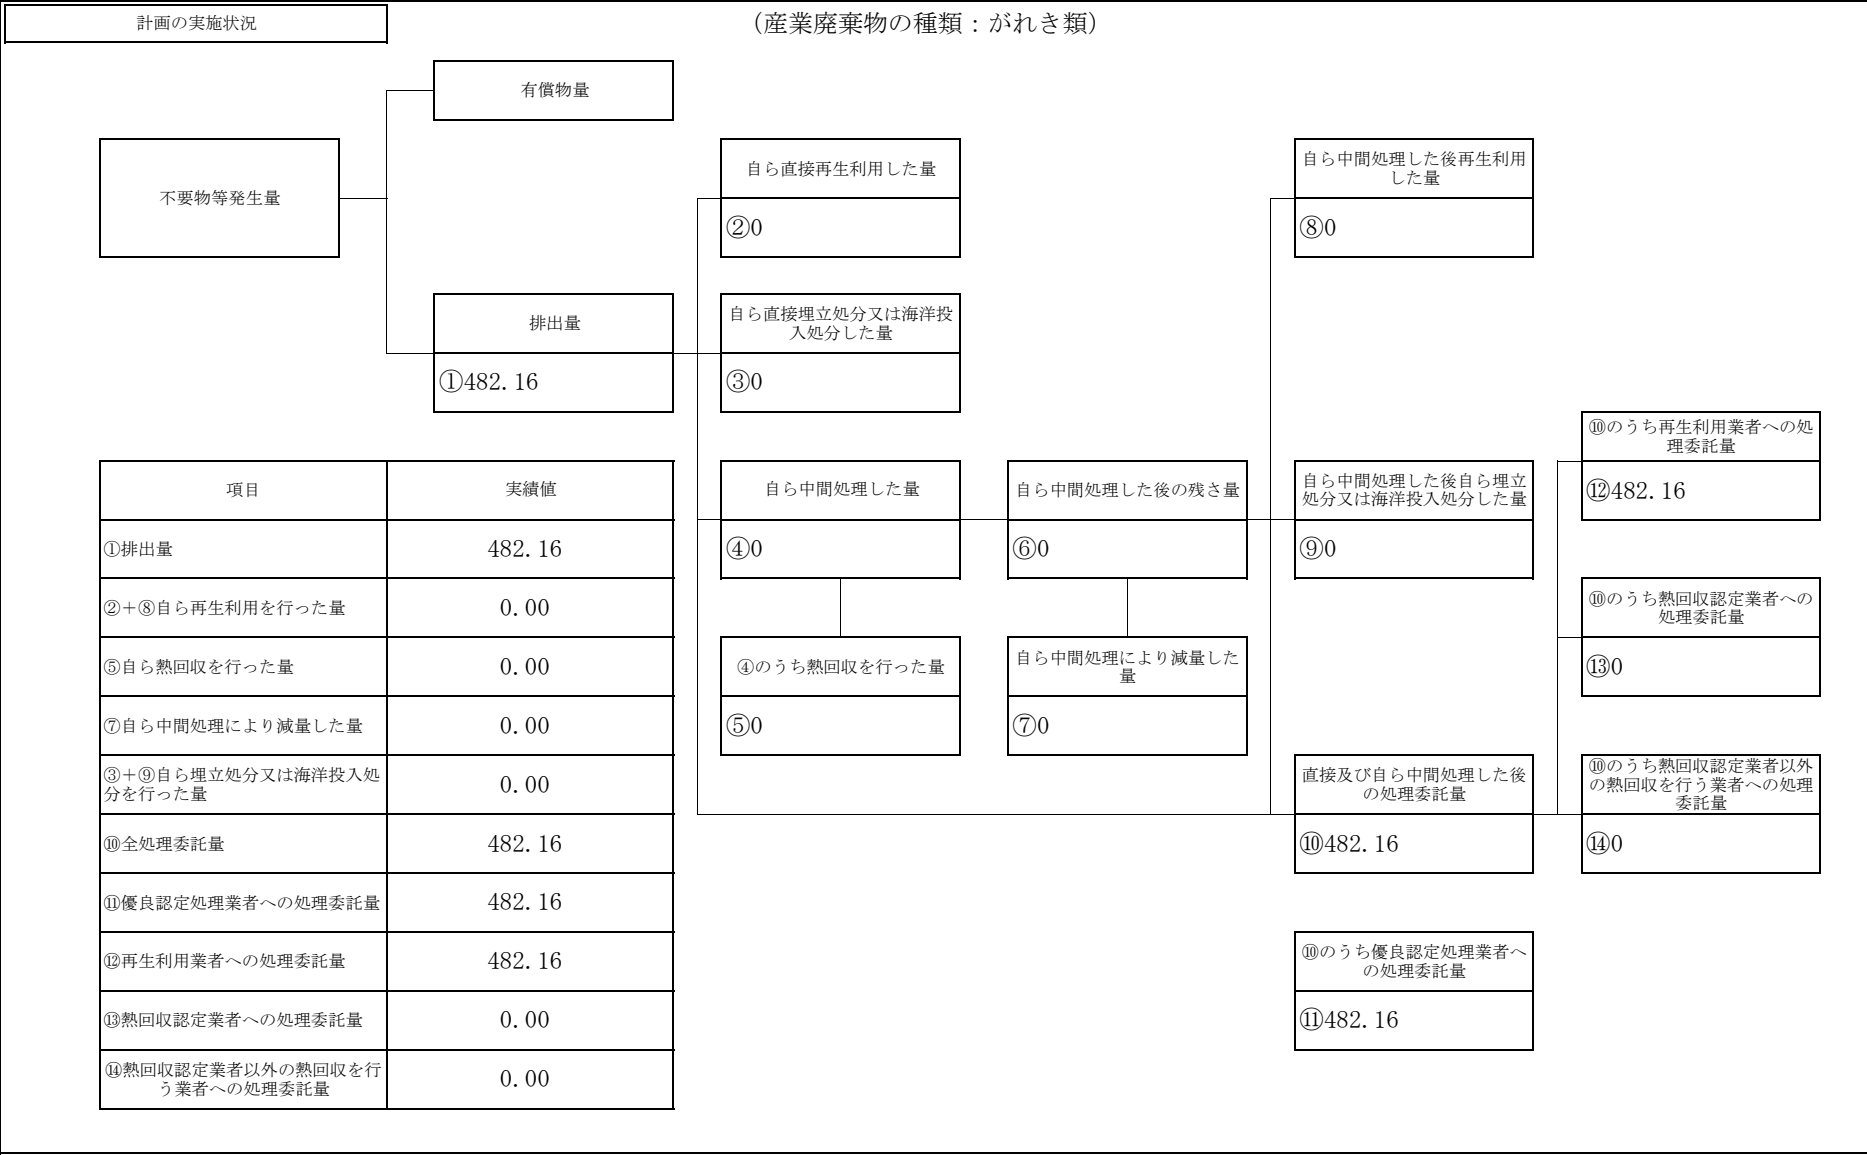 計画の実施状況
（産業廃棄物の種類：がれき類）
有償物量
不要物等発生量
自ら直接再生利用した量
②0
自ら中間処理した後再生利用
した量
⑧0
排出量
①482.16
自ら直接埋立処分又は海洋投
入処分した量
③0
⑩のうち再生利用業者への処
理委託量
⑫482.16
自ら中間処理した量
④0
自ら中間処理した後の残さ量
⑥0
自ら中間処理した後自ら埋立
処分又は海洋投入処分した量
⑨0
⑩のうち熱回収認定業者への
処理委託量
⑬0
④のうち熱回収を行った量
⑤0
自ら中間処理により減量した
量
⑦0
直接及び自ら中間処理した後
の処理委託量
⑩482.16
⑩のうち熱回収認定業者以外
の熱回収を行う業者への処理
委託量
⑭0
⑩のうち優良認定処理業者へ
の処理委託量
⑪482.16
項目 実績値
①排出量 482.16
②＋⑧自ら再生利用を行った量 0.00
⑤自ら熱回収を行った量 0.00
⑦自ら中間処理により減量した量 0.00
③＋⑨自ら埋立処分又は海洋投入処
分を行った量 0.00
⑩全処理委託量 482.16
⑪優良認定処理業者への処理委託量 482.16
⑫再生利用業者への処理委託量 482.16
⑬熱回収認定業者への処理委託量 0.00
⑭熱回収認定業者以外の熱回収を行
う業者への処理委託量 0.00